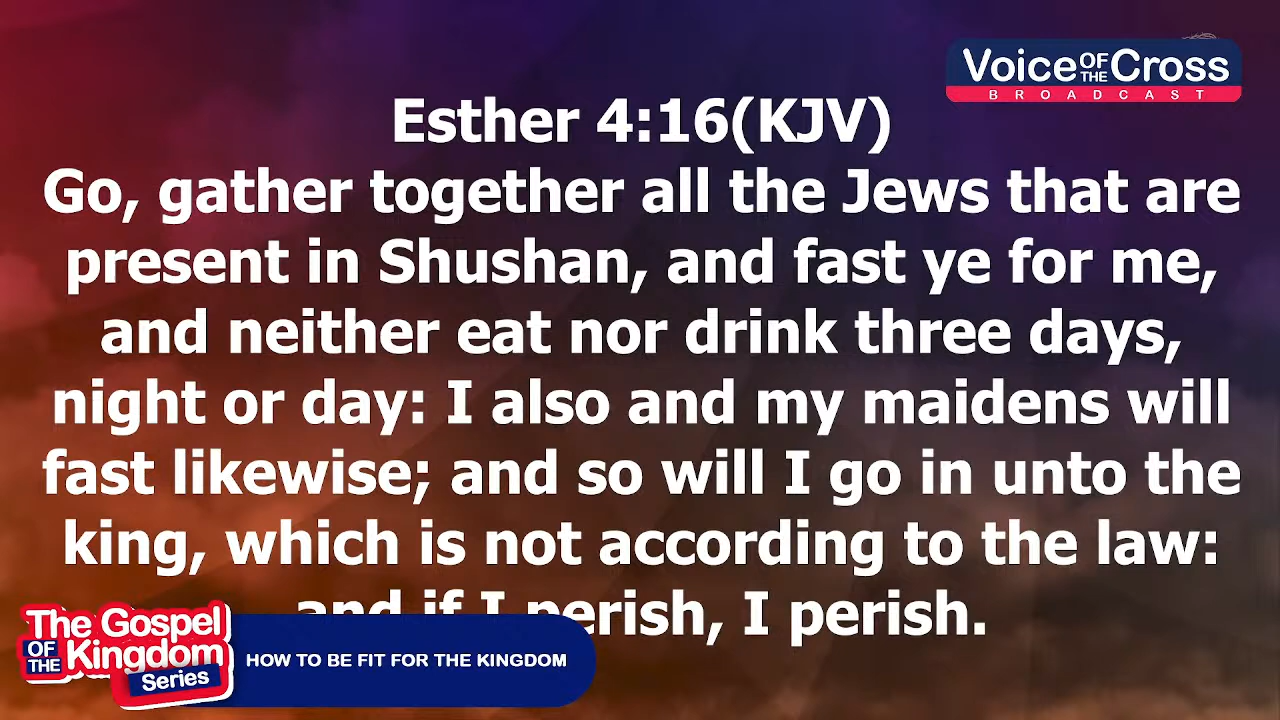 Voice OF THE Cross
BROADCAST
Esther 4:16(KJV)
Go, gather together all the Jews that are
present in Shushan, and fast ye for me,
and neither eat nor drink three days,
night or day: I also and my maidens will
fast likewise; and so will I go in unto the
king, which is not according to the law:
and if I perish, I perish.
The Gospel
OF THE Kingdom
Series
HOW TO BE FIT FOR THE KINGDOM